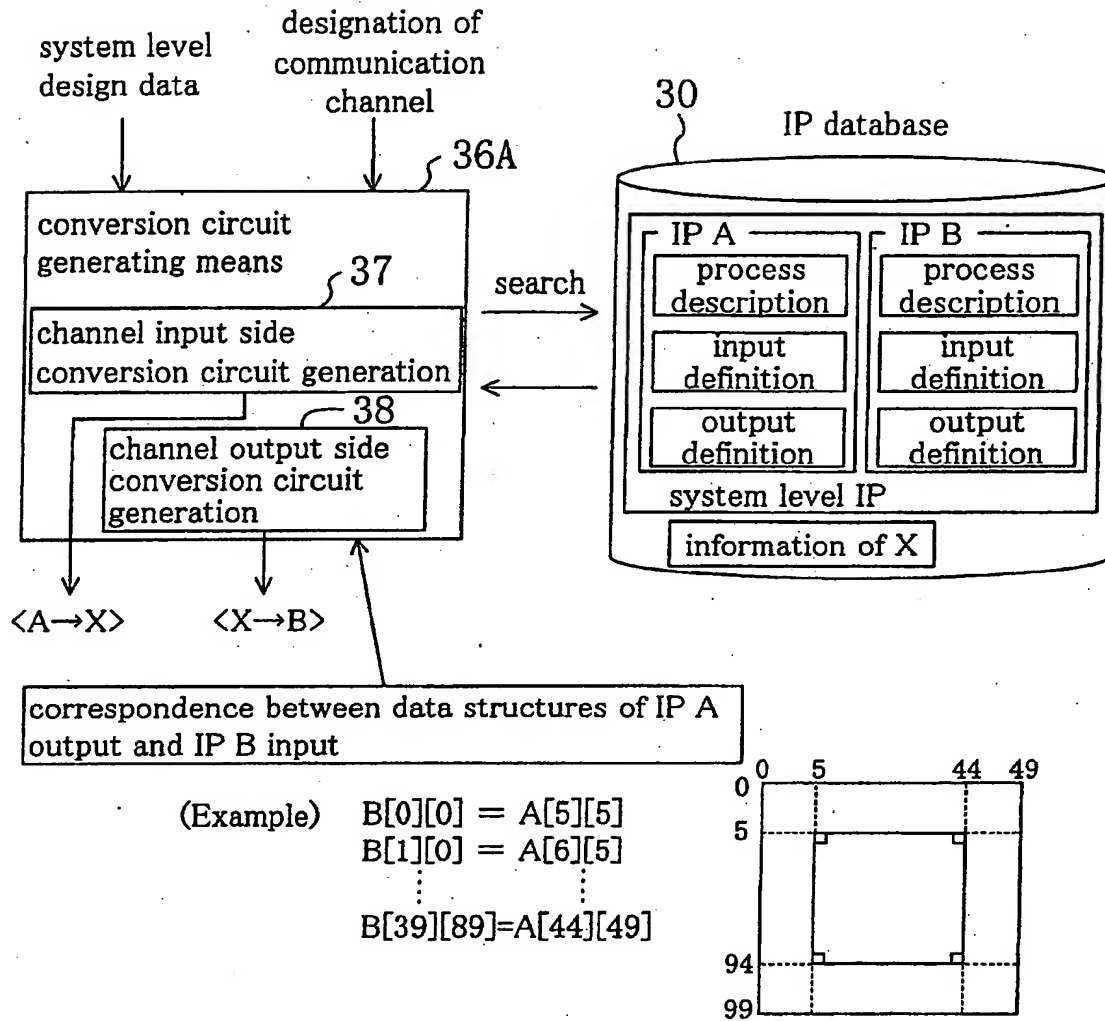 system level
design data
designation of
communication
channel
36A
conversion circuit
generating means
37
channel input side
conversion circuit generation
38
channel output side
conversion circuit
generation
<A→X>
<X→B>
search
30
IP database
IP A
process
description
input
definition
output
definition
IP B
process
description
input
definition
output
definition
system level IP
information of X
correspondence between data structures of IP A
output and IP B input
(Example)
B[0][0] = A[5][5]
B[1][0] = A[6][5]
B[39][89]=A[44][49]
0 5 44 49
0
5
94
99